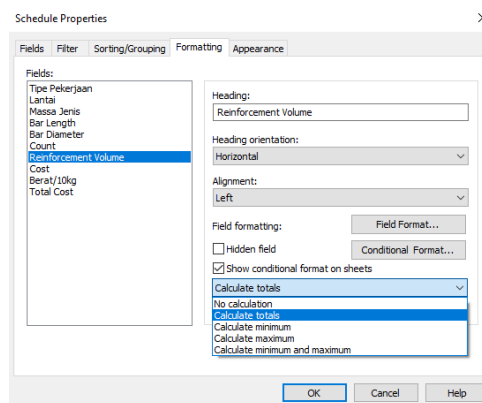 Schedule Properties
Fields Filter Sorting/Grouping Formatting Appearance
Fields:
Tipe Pekerjaan
Lantai
Massa Jenis
Bar Length
Bar Diameter
Count
Reinforcement Volume
Cost
Berat/10kg
Total Cost
Heading:
Reinforcement Volume
Heading orientation:
Horizontal
Alignment:
Left
Field formatting: Field Format...
Hidden field Conditional Format...
Show conditional format on sheets
Calculate totals
No calculation
Calculate totals
Calculate minimum
Calculate maximum
Calculate minimum and maximum
OK Cancel Help